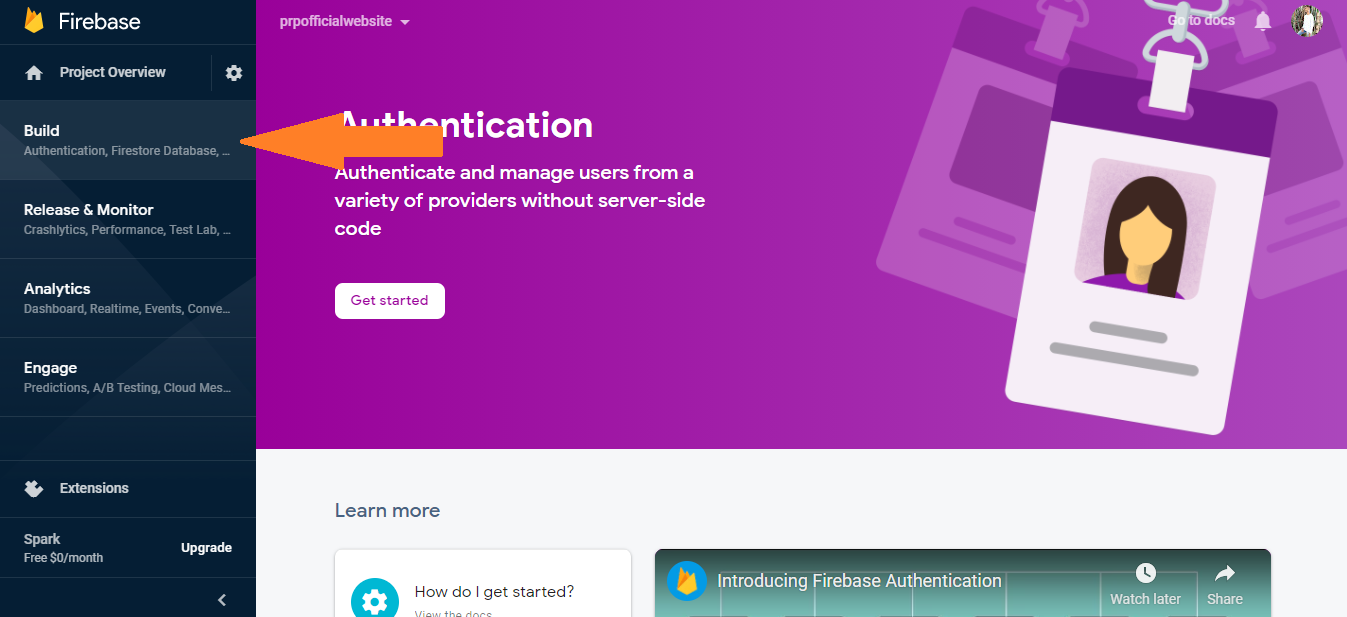 Firebase
prpofficialwebsite
Go to docs
Project Overview
Build
Authentication, Firestore Database, ...
Release & Monitor
Crashlytics, Performance, Test Lab, ...
Analytics
Dashboard, Realtime, Events, Conve...
Engage
Predictions, A/B Testing, Cloud Mes...
Extensions
Spark
Free $0/month
Upgrade
Authentication
Authenticate and manage users from a
variety of providers without server-side
code
Get started
Learn more
How do I get started?
View the docs
Introducing Firebase Authentication
Watch later
Share